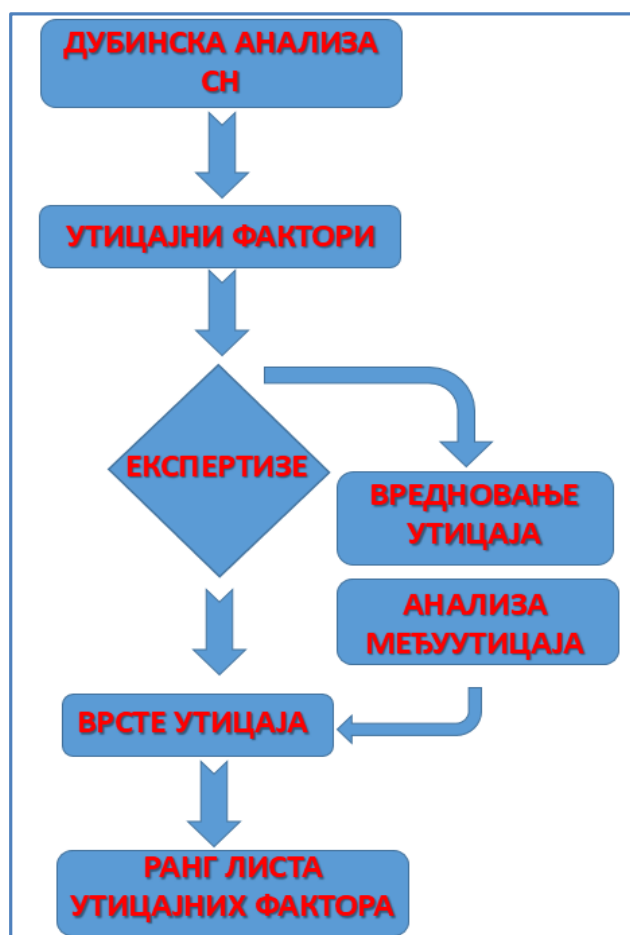 ДУБИНСКА АНАЛИЗА
СН
УТИЦАЈНИ ФАКТОРИ
ЕКСПЕРТИЗЕ
ВРЕДНОВАЊЕ
УТИЦАЈА
АНАЛИЗА
МЕЂУУТИЦАЈА
ВРСТЕ УТИЦАЈА
РАНГ ЛИСТА
УТИЦАЈНИХ ФАКТОРА